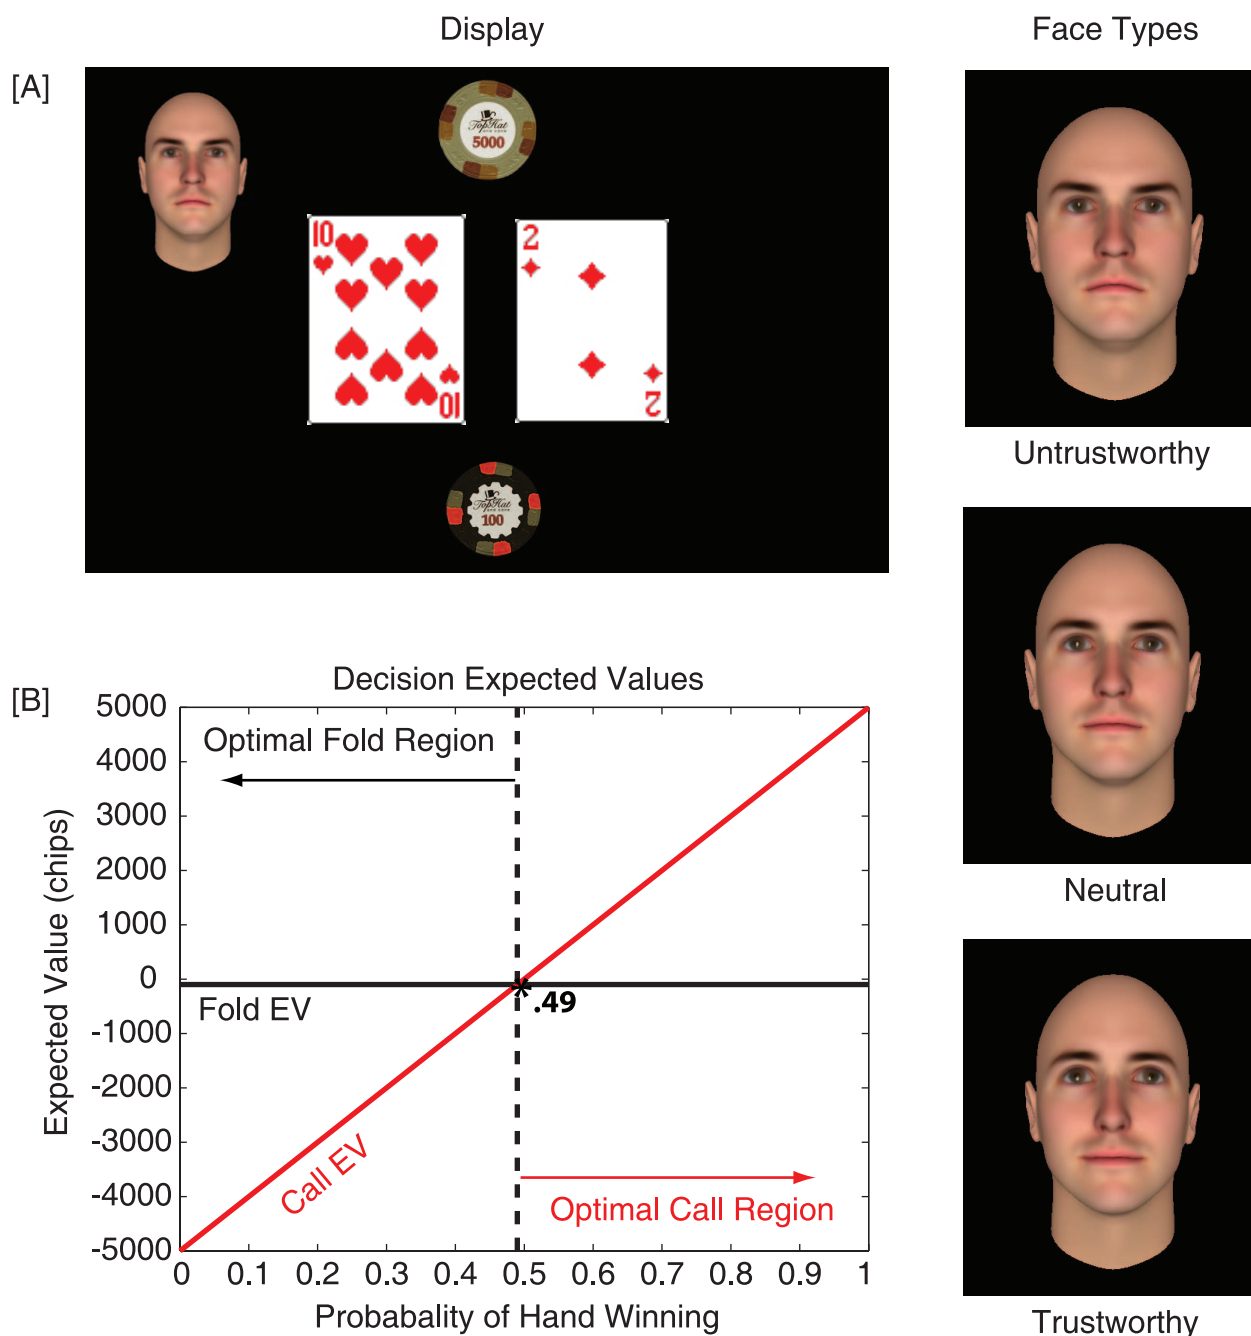 Display
Face Types
[A]
TopHat
5000
10
2
10
2
TopHat
100
Untrustworthy
Neutral
Trustworthy
[B]
Decision Expected Values
5000
4000
3000
2000
1000
0
-1000
-2000
-3000
-4000
-5000
Expected Value (chips)
Optimal Fold Region
Fold EV
.49
Call EV
Optimal Call Region
0 0.1 0.2 0.3 0.4 0.5 0.6 0.7 0.8 0.9 1
Probabality of Hand Winning